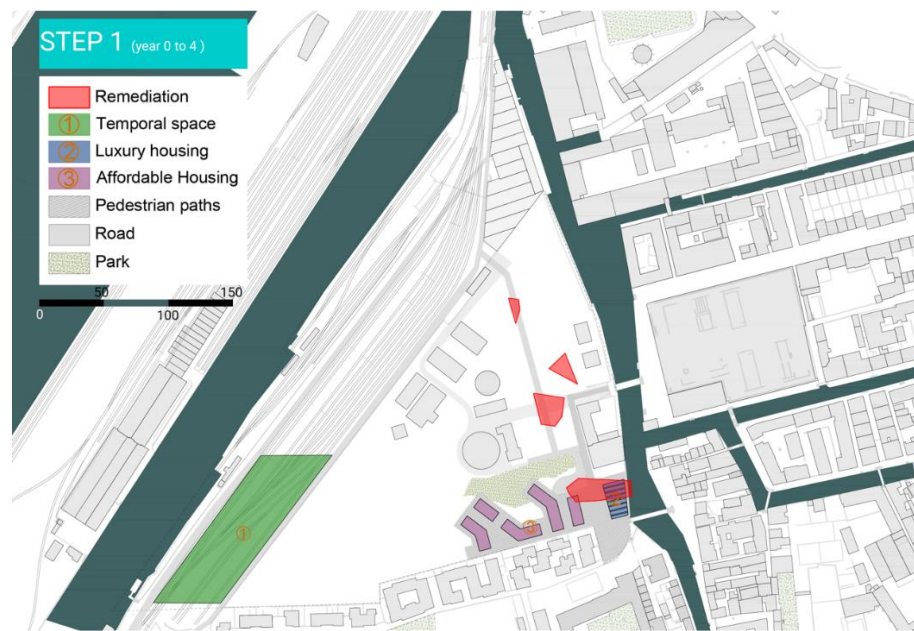 STEP 1 (year 0 to 4 )
Remediation
① Temporal space
② Luxury housing
③ Affordable Housing
Pedestrian paths
Road
Park
50 150
0 100
①
③
②